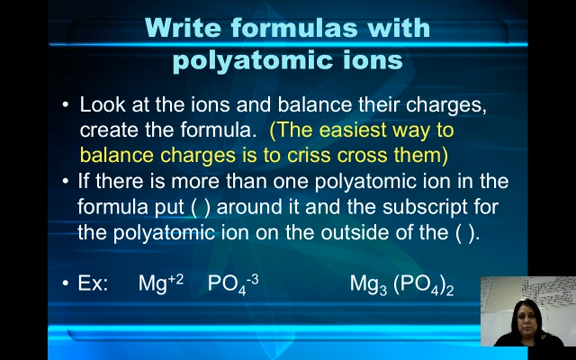 Write formulas with
polyatomic ions
• Look at the ions and balance their charges,
create the formula. (The easiest way to
balance charges is to criss cross them)
• If there is more than one polyatomic ion in the
formula put ( ) around it and the subscript for
the polyatomic ion on the outside of the ( ).
• Ex: Mg⁺² PO₄⁻³ Mg₃ (PO₄)₂